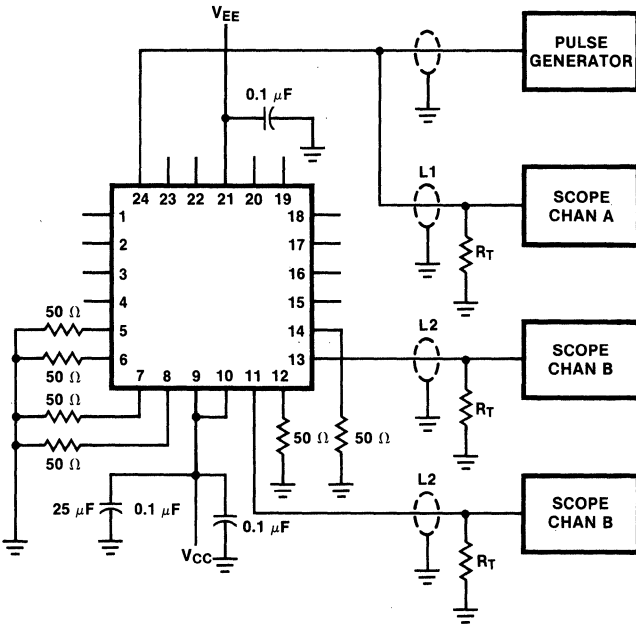 VEE
PULSE
GENERATOR
0.1 µF
L1
SCOPE
CHAN A
RT
24 23 22 21 20 19
1
2
3
4
5
6
18
17
16
15
14
13
7 8 9 10 11 12
50 Ω
50 Ω
50 Ω
50 Ω
L2
SCOPE
CHAN B
RT
50 Ω
50 Ω
25 µF
0.1 µF
0.1 µF
VCC
L2
SCOPE
CHAN B
RT